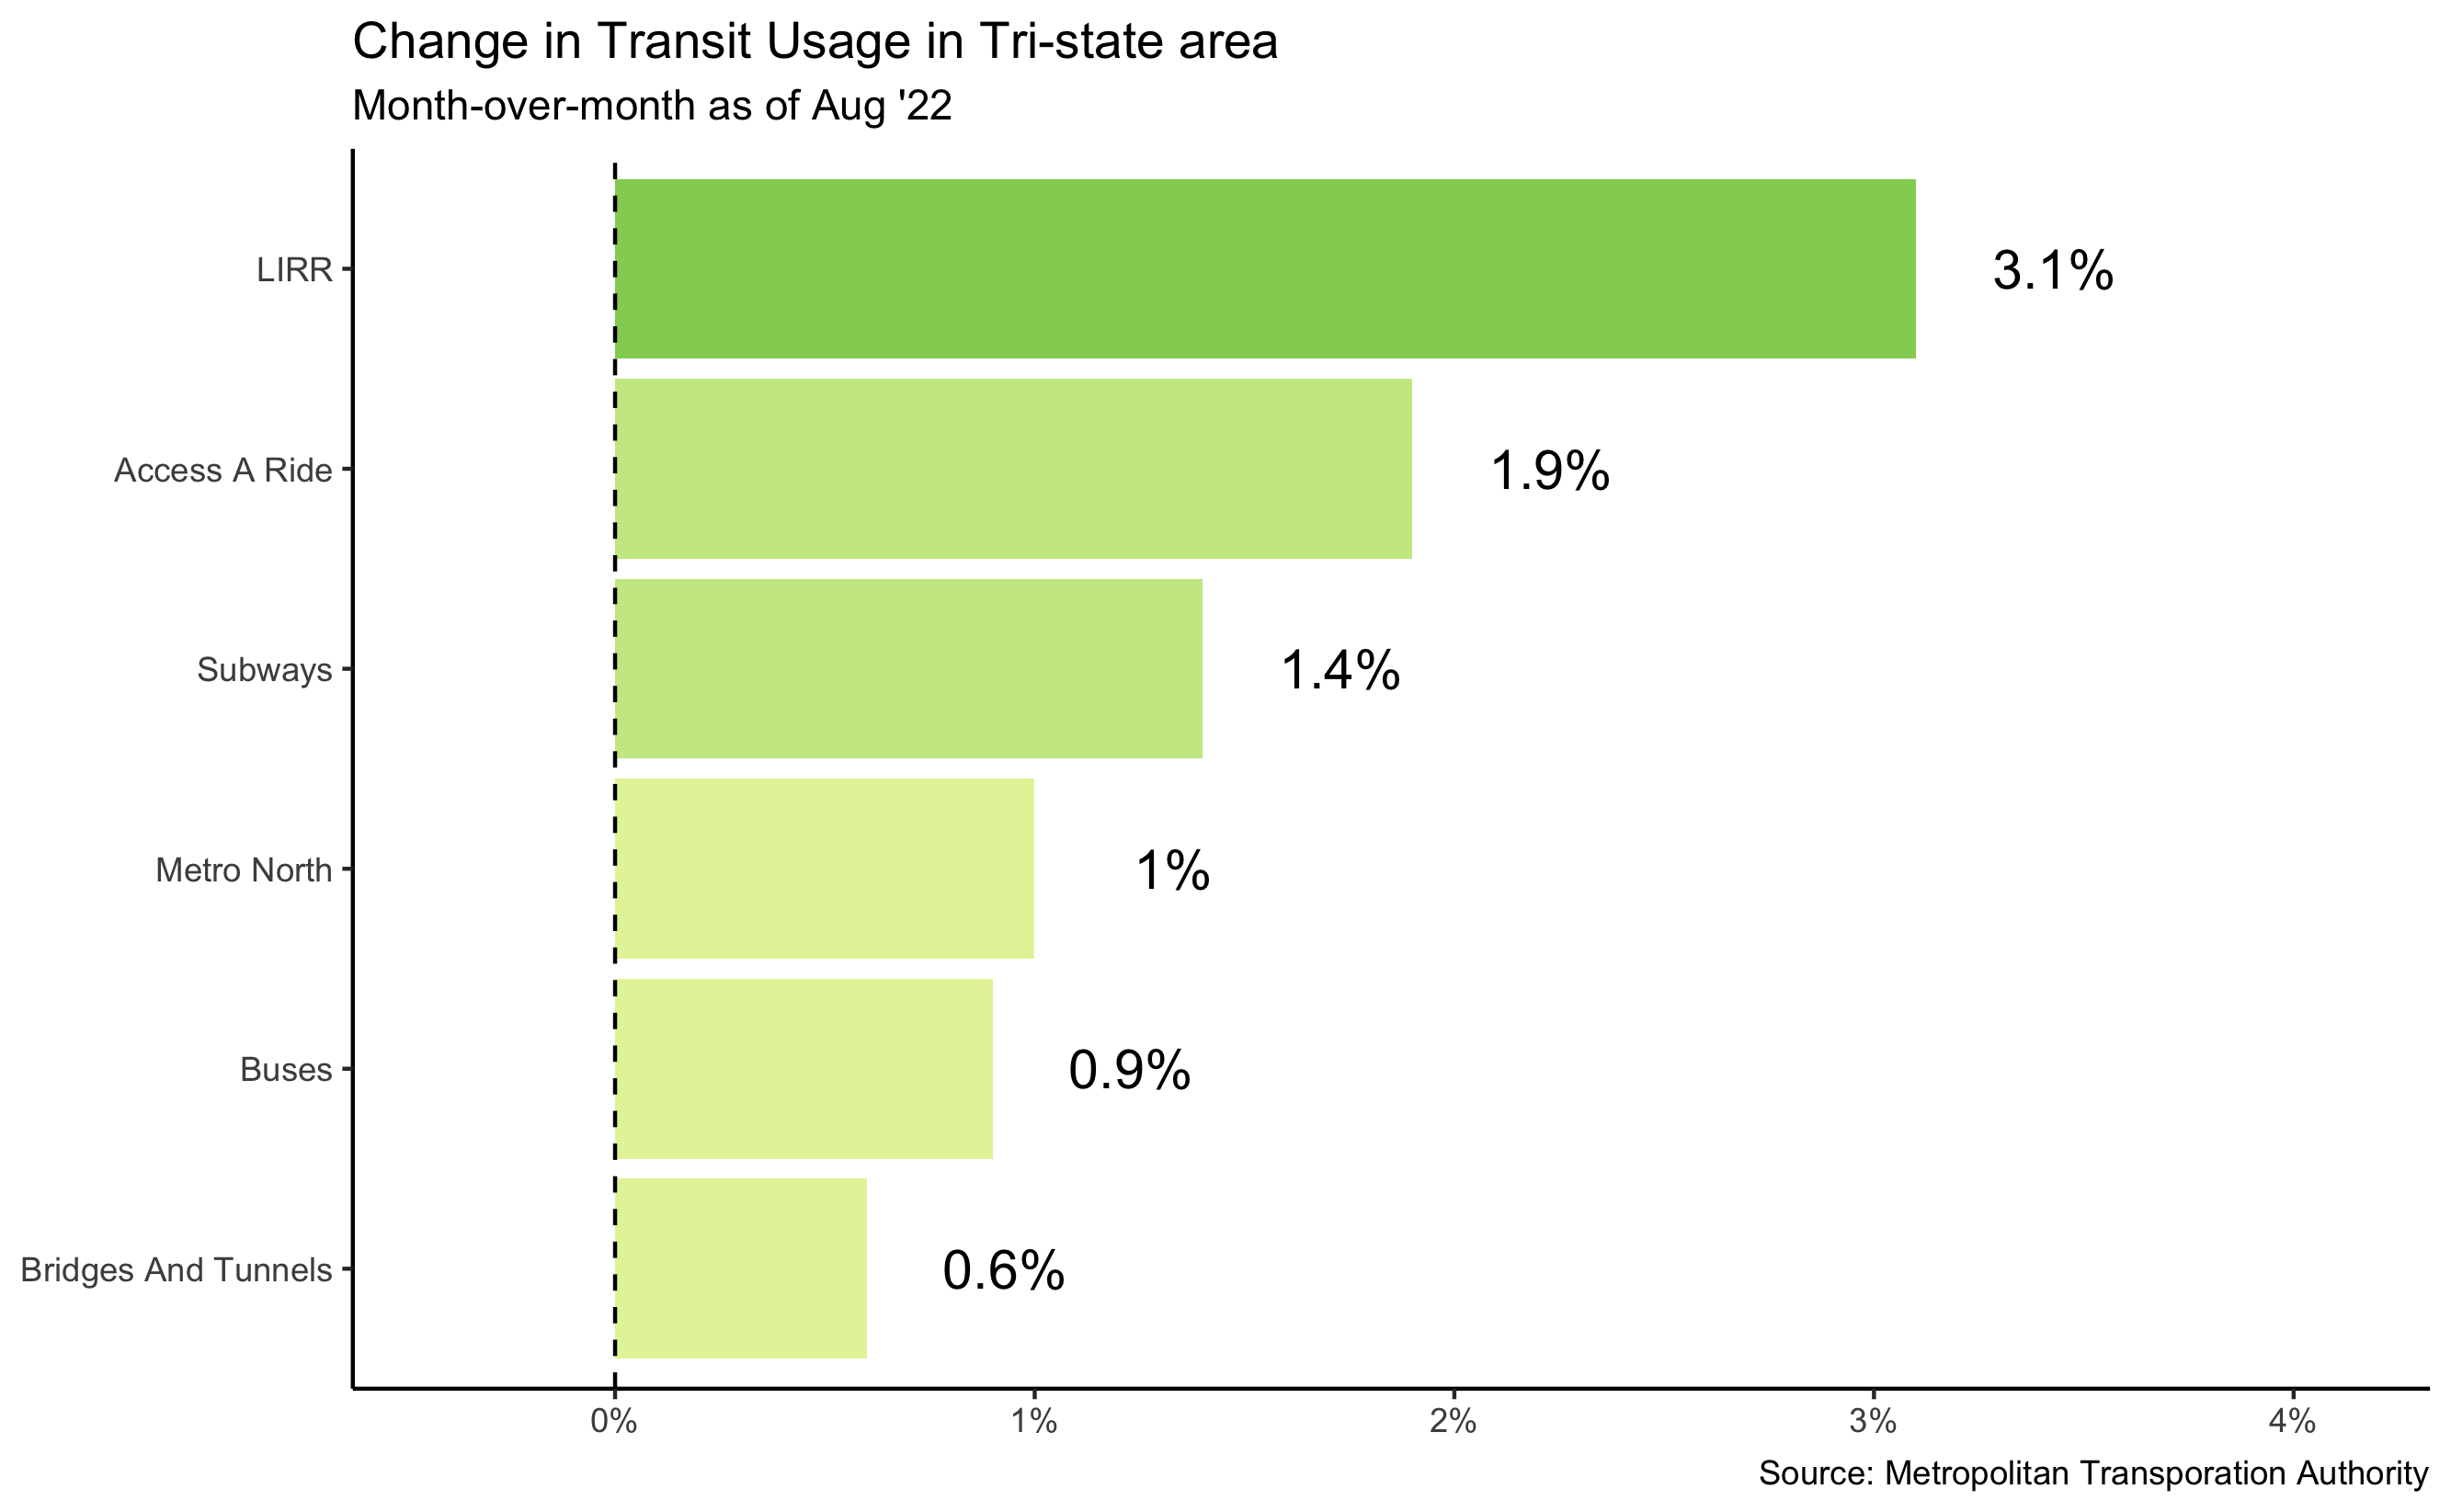 Change in Transit Usage in Tri-state area
Month-over-month as of Aug '22
LIRR
3.1%
Access A Ride
1.9%
Subways
1.4%
Metro North
1%
Buses
0.9%
Bridges And Tunnels
0.6%
0% 1% 2% 3% 4%
Source: Metropolitan Transporation Authority